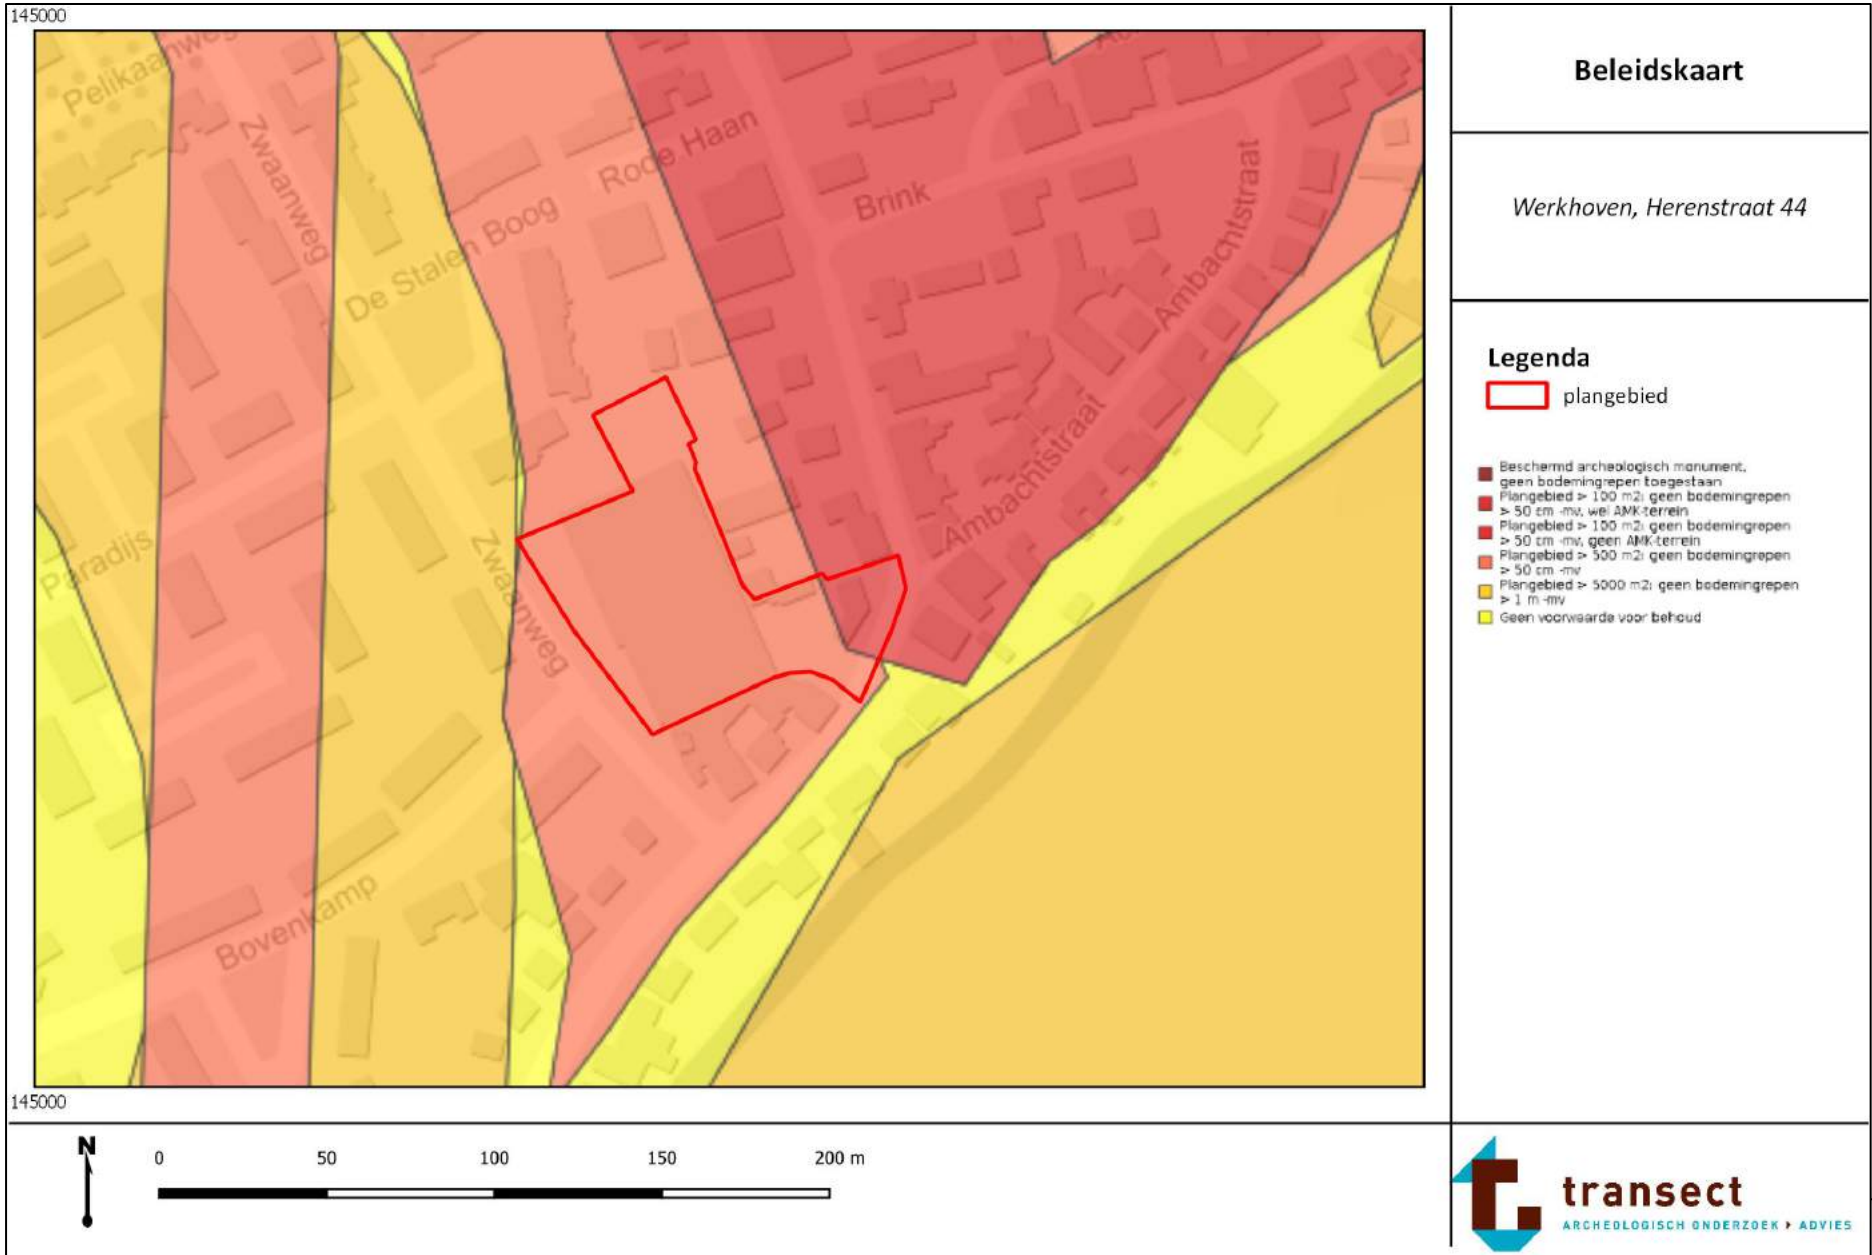 145000
Pelikaanweg
Zwaanweg
De Stalen Boog
Rode Haan
Brink
Ambachtstraat
Ambachtstraat
Paradijs
Zwaanweg
Bovenkamp
145000
N
0 50 100 150 200 m
Beleidskaart
Werkhoven, Herenstraat 44
Legenda
plangebied
Beschermd archeologisch monument,
geen bodemingrepen toegestaan
Plangebied > 100 m2: geen bodemingrepen
> 50 cm -mv, wel AMK-terrein
Plangebied > 100 m2: geen bodemingrepen
> 50 cm -mv, geen AMK-terrein
Plangebied > 500 m2: geen bodemingrepen
> 50 cm -mv
Plangebied > 5000 m2: geen bodemingrepen
> 1 m -mv
Geen voorwaarde voor behoud
transect
ARCHEOLOGISCH ONDERZOEK ▸ ADVIES